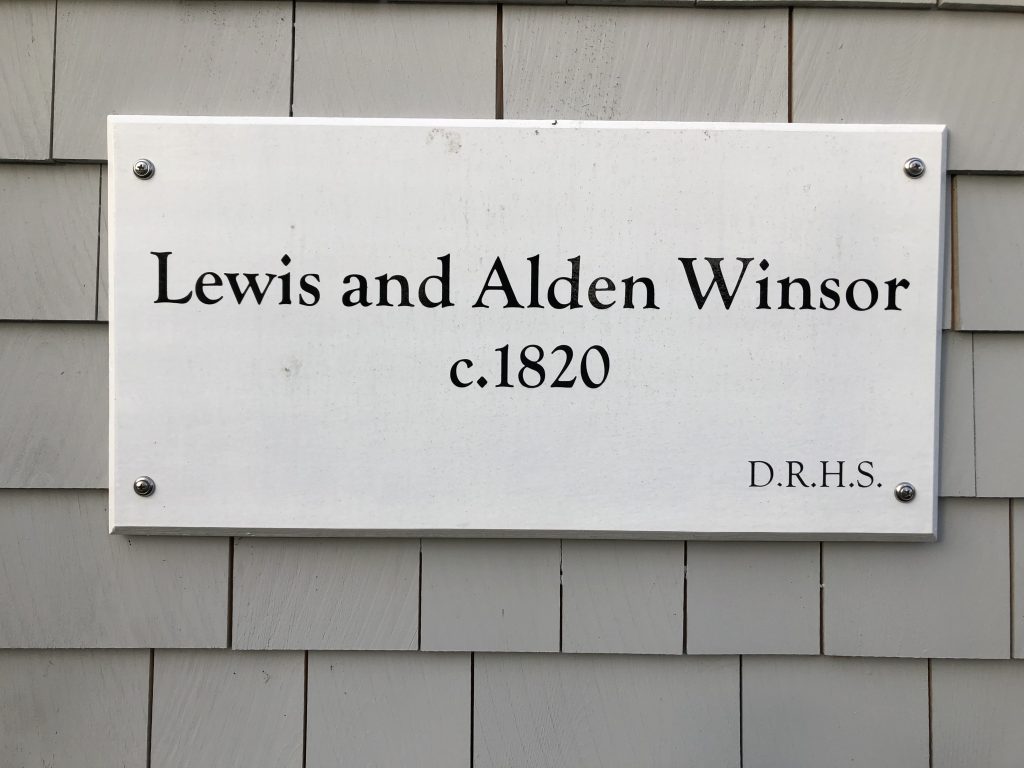 Lewis and Alden Winsor
c.1820
D.R.H.S.